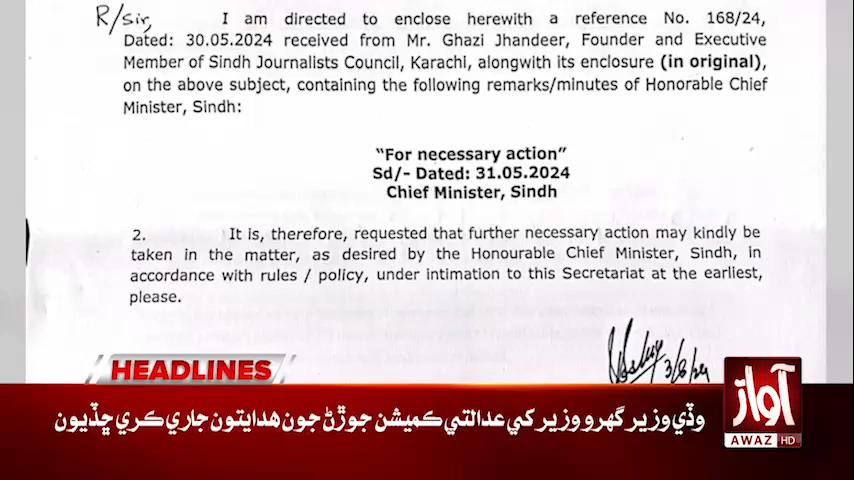 R/Sir,
I am directed to enclose herewith a reference No. 168/24,
Dated: 30.05.2024 received from Mr. Ghazi Jhandeer, Founder and Executive
Member of Sindh Journalists Council, Karachi, alongwith its enclosure (in original),
on the above subject, containing the following remarks/minutes of Honorable Chief
Minister, Sindh:
“For necessary action”
Sd/- Dated: 31.05.2024
Chief Minister, Sindh
2. It is, therefore, requested that further necessary action may kindly be
taken in the matter, as desired by the Honourable Chief Minister, Sindh, in
accordance with rules / policy, under intimation to this Secretariat at the earliest,
please.
3/6/24
HEADLINES
وڏي وزير گهرو وزير کي عدالتي ڪميشن جوڙڻ جون هدايتون جاري ڪري ڇڏيون
آواز
AWAZ HD